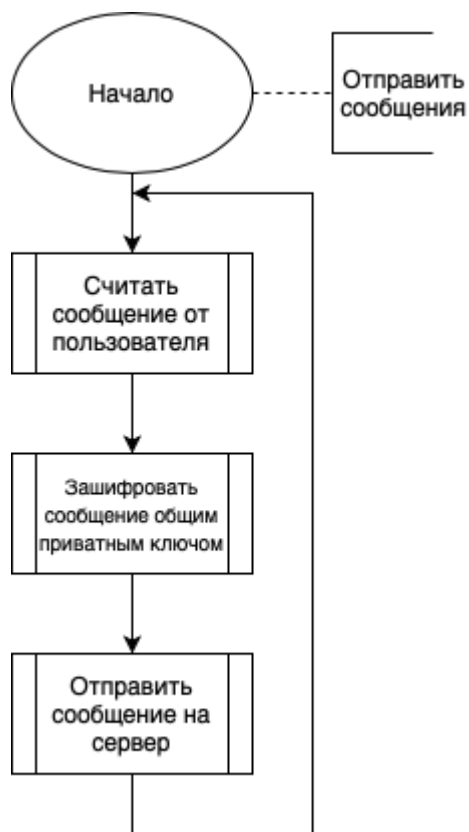 Начало
Отправить
сообщения
Считать
сообщение от
пользователя
Зашифровать
сообщение общим
приватным ключом
Отправить
сообщение на
сервер